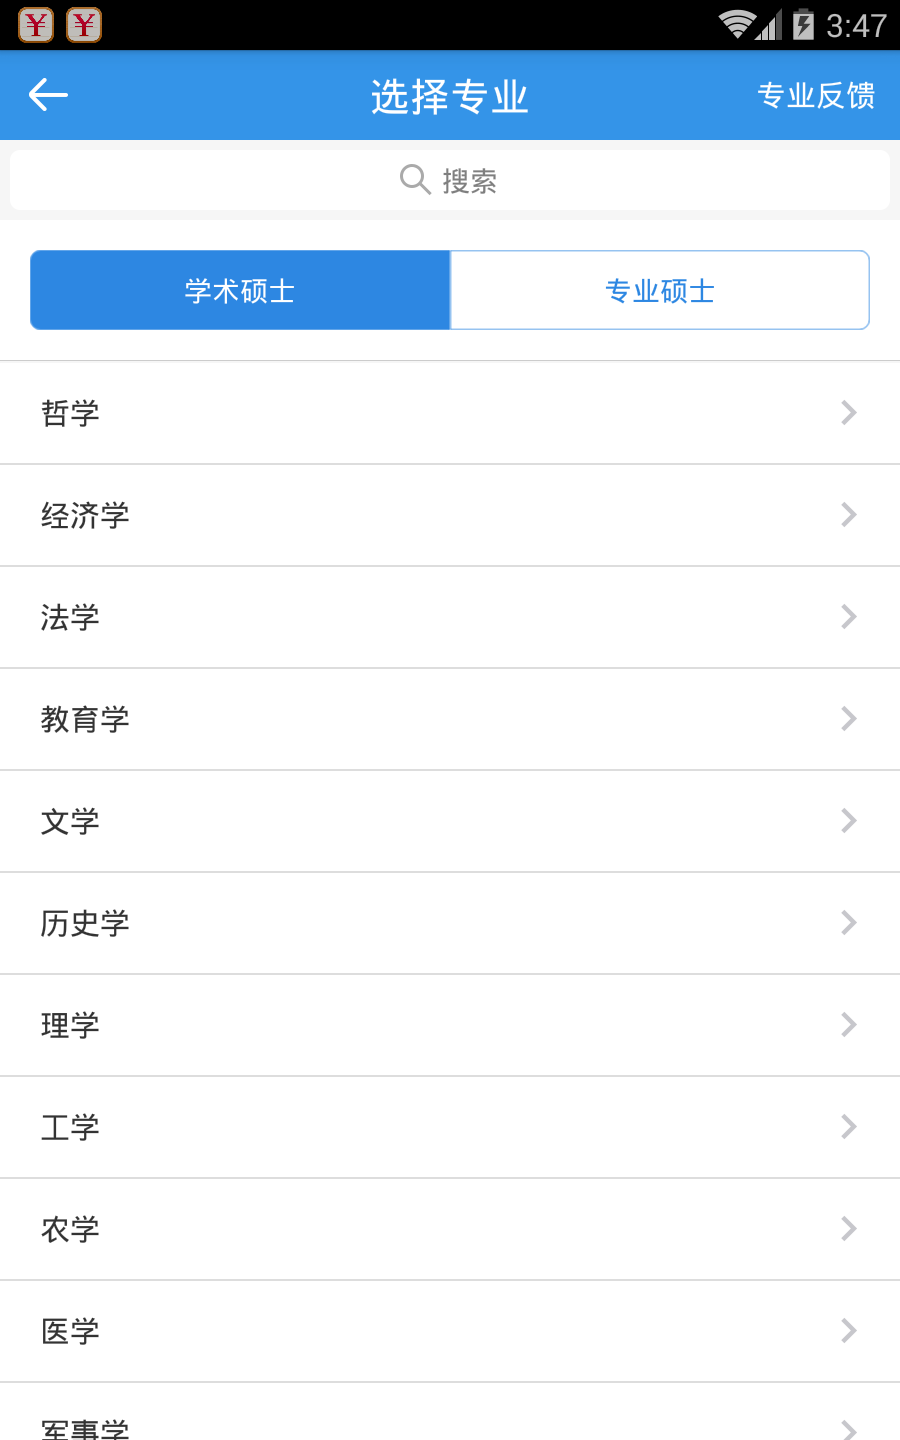 ¥ ¥ 3:47
选择专业 专业反馈
搜索
学术硕士 专业硕士
哲学
经济学
法学
教育学
文学
历史学
理学
工学
农学
医学
军事学